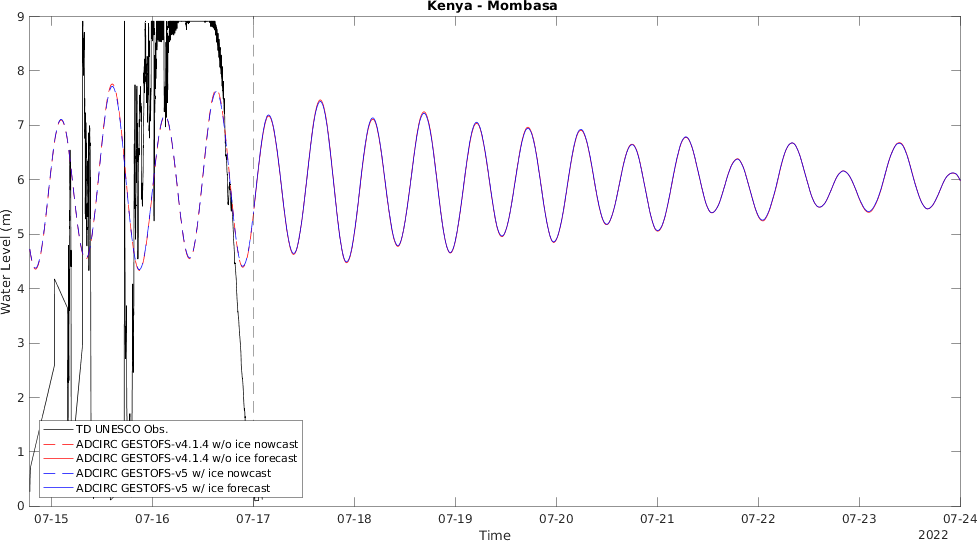 Kenya - Mombasa
9
8
7
6
5
4
3
2
1
0
Water Level (m)
TD UNESCO Obs.
ADCIRC GESTOFS-v4.1.4 w/o ice nowcast
ADCIRC GESTOFS-v4.1.4 w/o ice forecast
ADCIRC GESTOFS-v5 w/ ice nowcast
ADCIRC GESTOFS-v5 w/ ice forecast
07-15 07-16 07-17 07-18 07-19 07-20 07-21 07-22 07-23 07-24
Time
2022